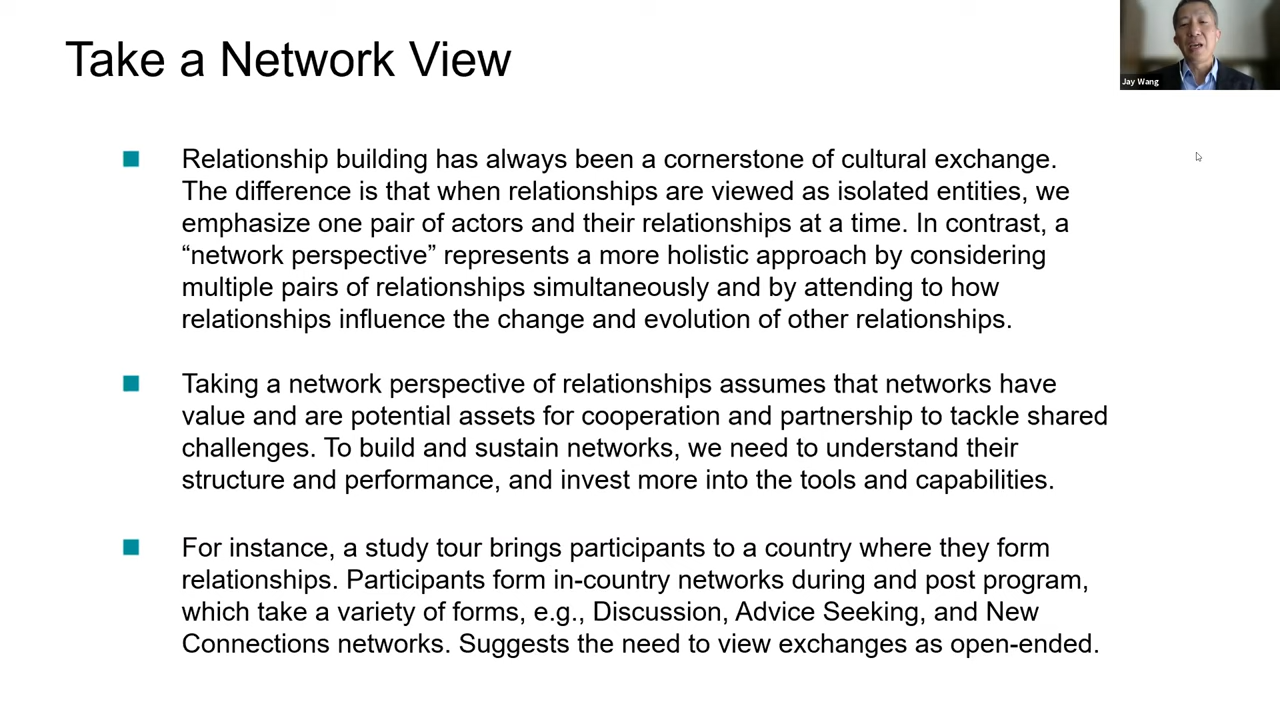 Take a Network View
Jay Wang
Relationship building has always been a cornerstone of cultural exchange.
The difference is that when relationships are viewed as isolated entities, we
emphasize one pair of actors and their relationships at a time. In contrast, a
“network perspective” represents a more holistic approach by considering
multiple pairs of relationships simultaneously and by attending to how
relationships influence the change and evolution of other relationships.
Taking a network perspective of relationships assumes that networks have
value and are potential assets for cooperation and partnership to tackle shared
challenges. To build and sustain networks, we need to understand their
structure and performance, and invest more into the tools and capabilities.
For instance, a study tour brings participants to a country where they form
relationships. Participants form in-country networks during and post program,
which take a variety of forms, e.g., Discussion, Advice Seeking, and New
Connections networks. Suggests the need to view exchanges as open-ended.